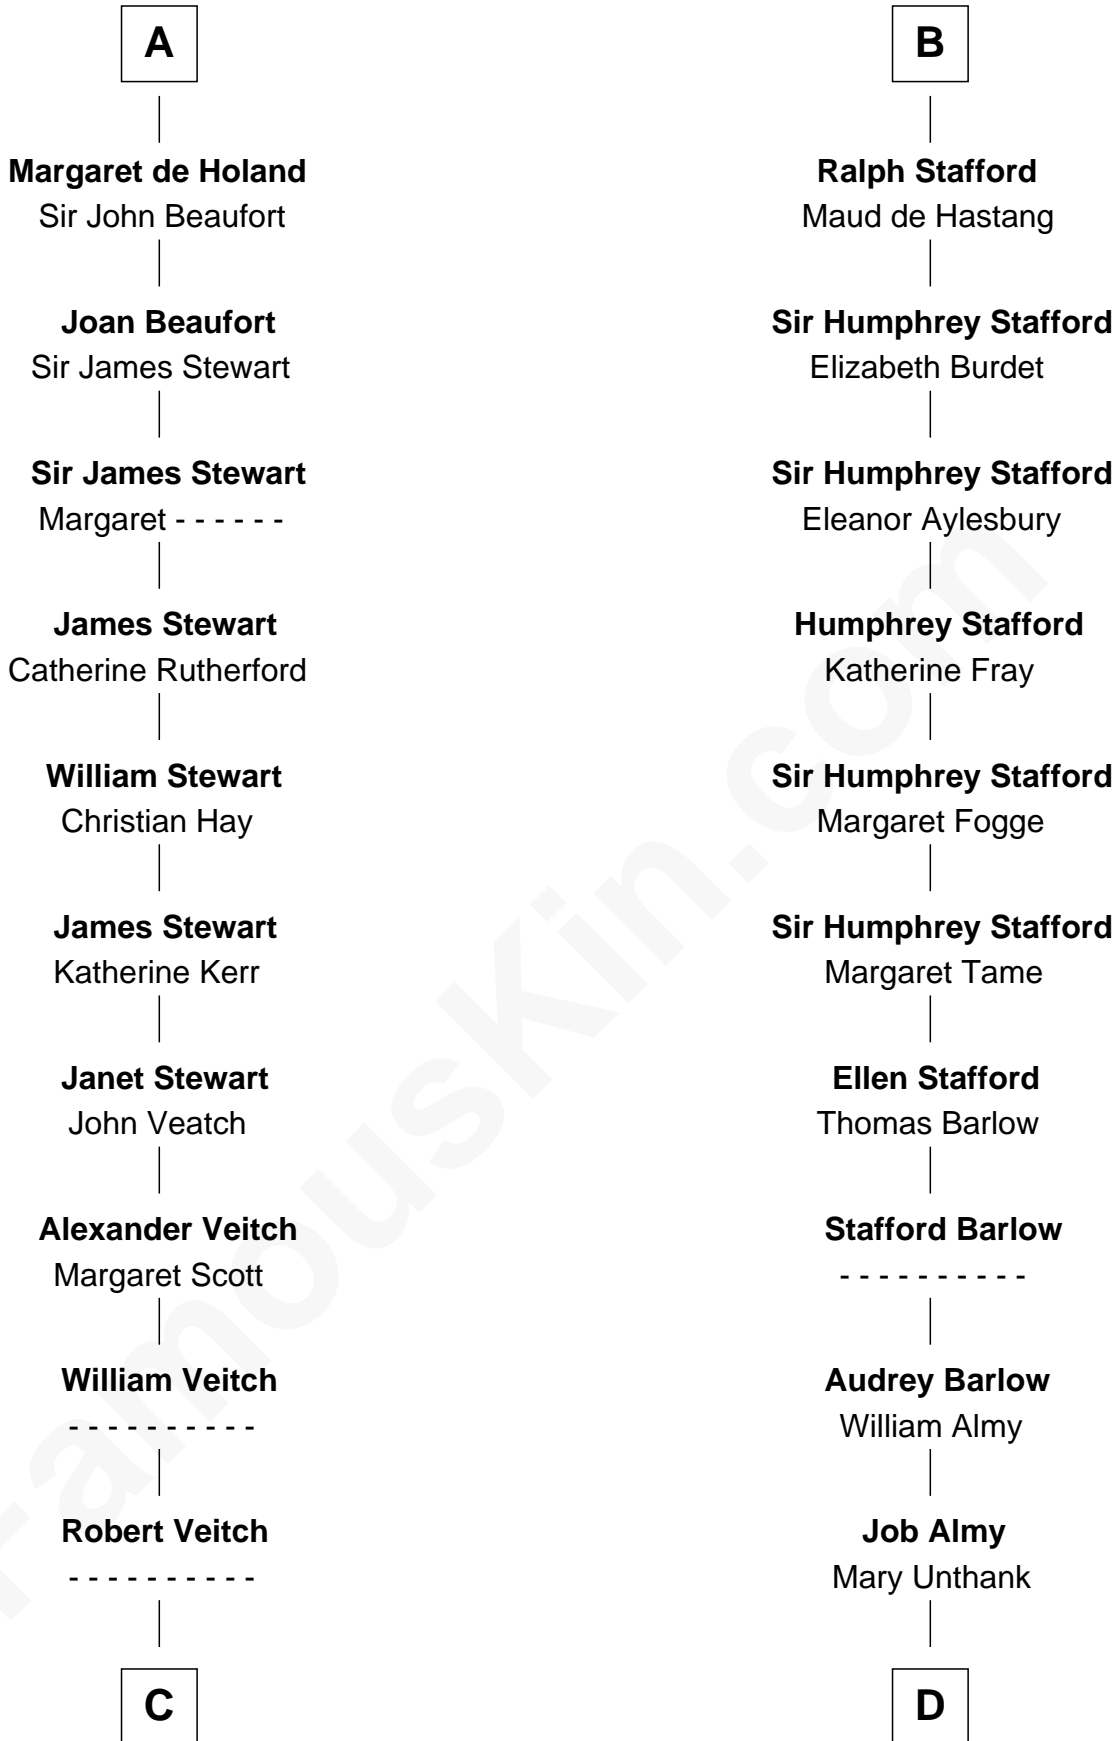 A
Margaret de Holand
Sir John Beaufort
Joan Beaufort
Sir James Stewart
Sir James Stewart
Margaret - - - - - -
James Stewart
Catherine Rutherford
William Stewart
Christian Hay
James Stewart
Katherine Kerr
Janet Stewart
John Veatch
Alexander Veitch
Margaret Scott
William Veitch
- - - - - - - - - -
Robert Veitch
- - - - - - - - - -
C
B
Ralph Stafford
Maud de Hastang
Sir Humphrey Stafford
Elizabeth Burdet
Sir Humphrey Stafford
Eleanor Aylesbury
Humphrey Stafford
Katherine Fray
Sir Humphrey Stafford
Margaret Fogge
Sir Humphrey Stafford
Margaret Tame
Ellen Stafford
Thomas Barlow
Stafford Barlow
- - - - - - - - - -
Audrey Barlow
William Almy
Job Almy
Mary Unthank
D
FamousKin.com